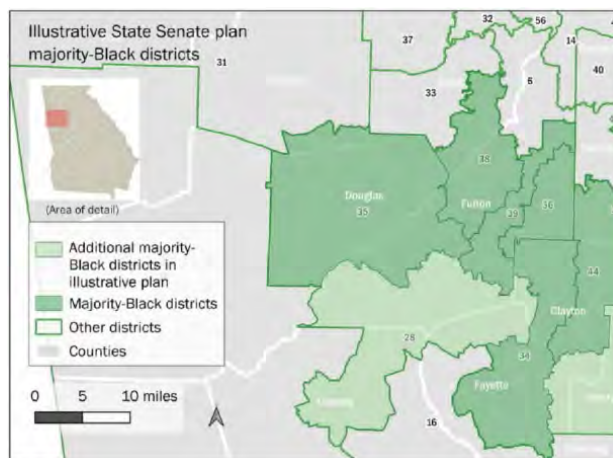 Illustrative State Senate plan
majority-Black districts
(Area of detail)
Additional majority-
Black districts in
illustrative plan
Majority-Black districts
Other districts
Counties
0 5 10 miles
31
37
32
56
14
40
33
6
38
Douglas
35
Fulton
39
36
34
Clayton
28
34
Fayette
16